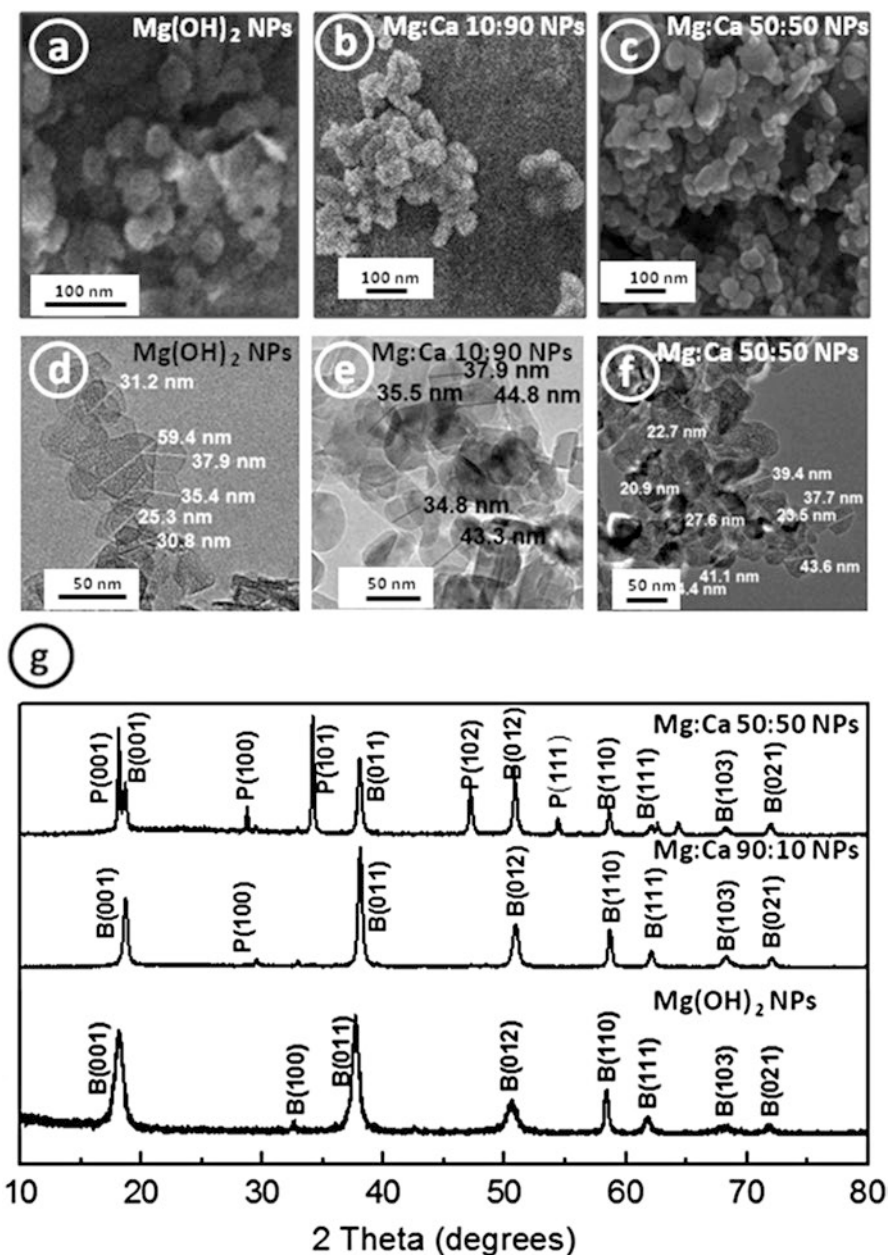 a
Mg(OH)₂ NPs
b
Mg:Ca 10:90 NPs
c
Mg:Ca 50:50 NPs
100 nm
100 nm
100 nm
d
Mg(OH)₂ NPs
31.2 nm
59.4 nm
37.9 nm
35.4 nm
25.3 nm
30.8 nm
50 nm
e
Mg:Ca 10:90 NPs
37.9 nm
35.5 nm
44.8 nm
34.8 nm
43.3 nm
50 nm
f
Mg:Ca 50:50 NPs
22.7 nm
39.4 nm
20.9 nm
37.7 nm
27.6 nm
23.5 nm
43.6 nm
41.1 nm
4.4 nm
50 nm
g
Mg:Ca 50:50 NPs
P(001)
B(001)
P(100)
P(101)
B(011)
P(102)
B(012)
P(111)
B(110)
B(111)
B(103)
B(021)
Mg:Ca 90:10 NPs
B(001)
P(100)
B(011)
B(012)
B(110)
B(111)
B(103)
B(021)
Mg(OH)₂ NPs
B(001)
B(100)
B(011)
B(012)
B(110)
B(111)
B(103)
B(021)
10 20 30 40 50 60 70 80
2 Theta (degrees)